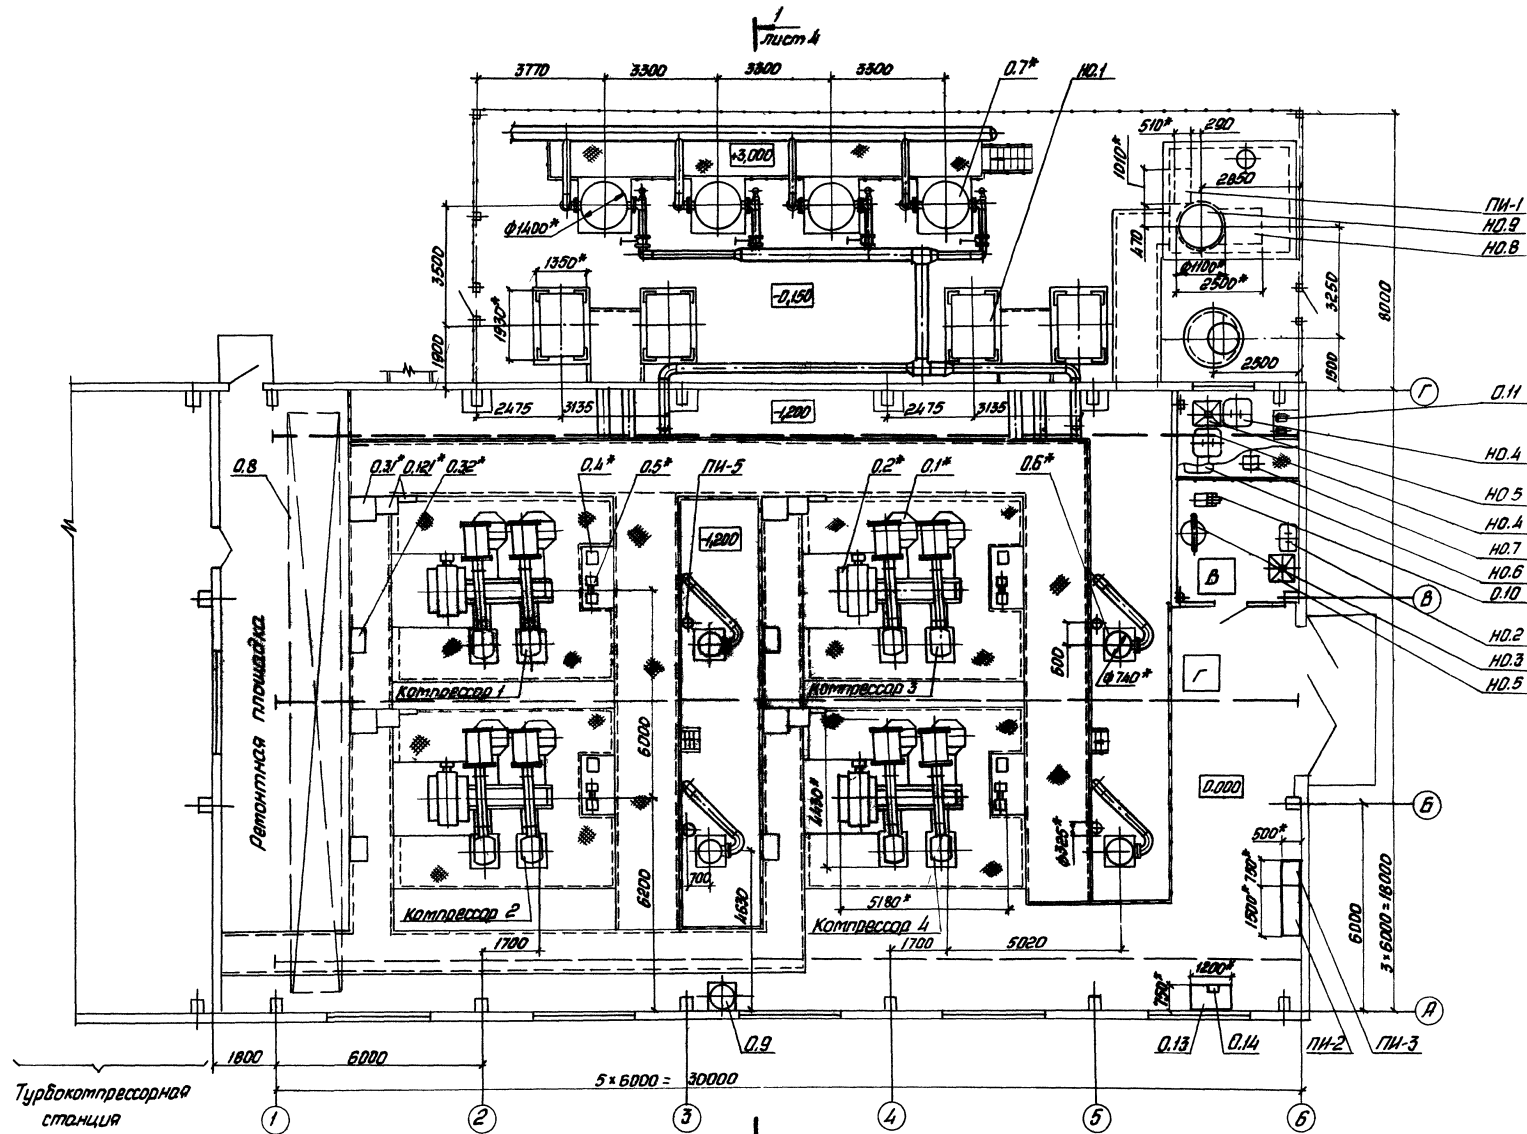 1
лист 4
3770
3300
3300
3300
0.7*
НО.1
510*
290
1010*
2850
+3,000
ПИ-1
НО.9
НО.8
ф1400*
470
ф1100*
2500*
3500
1350*
-0,150
1930*
3250
8000
1900
2500
1900
Г
2475
3135
-1,200
2475
3135
0.11
НО.4
НО.5
НО.4
НО.7
НО.6
0.10
0.8
0.31*
0.121*
0.32*
0.4*
0.5*
ПИ-5
0.2*
0.1*
0.6*
-1,200
В
В
НО.2
НО.3
НО.5
Г
600
ф740*
Ремонтная площадка
Компрессор 1
Компрессор 3
6000
0.000
Б
4430*
ф325*
500*
750*
1500*
700
6200
4630
5180*
Компрессор 2
Компрессор 4
6000
3×6000=18000
1700
1700
5020
1200*
750*
А
0.9
0.13
0.14
ПИ-2
ПИ-3
1800
6000
5×6000= 30000
Турбокомпрессорная
станция
1
2
3
4
5
6